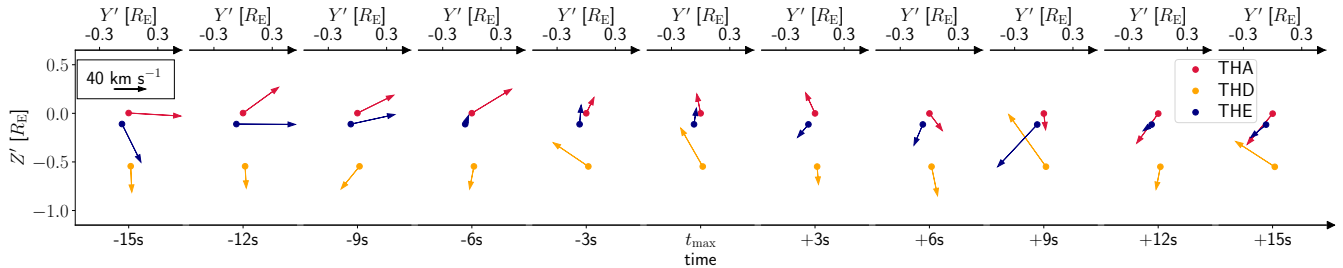 Y′ [R_E] Y′ [R_E] Y′ [R_E] Y′ [R_E] Y′ [R_E] Y′ [R_E] Y′ [R_E] Y′ [R_E] Y′ [R_E] Y′ [R_E] Y′ [R_E]
-0.3 0.3 -0.3 0.3 -0.3 0.3 -0.3 0.3 -0.3 0.3 -0.3 0.3 -0.3 0.3 -0.3 0.3 -0.3 0.3 -0.3 0.3 -0.3 0.3
Z′ [R_E]
0.5
0.0
−0.5
−1.0
40 km s⁻¹
THA
THD
THE
-15s -12s -9s -6s -3s t_max +3s +6s +9s +12s +15s
time